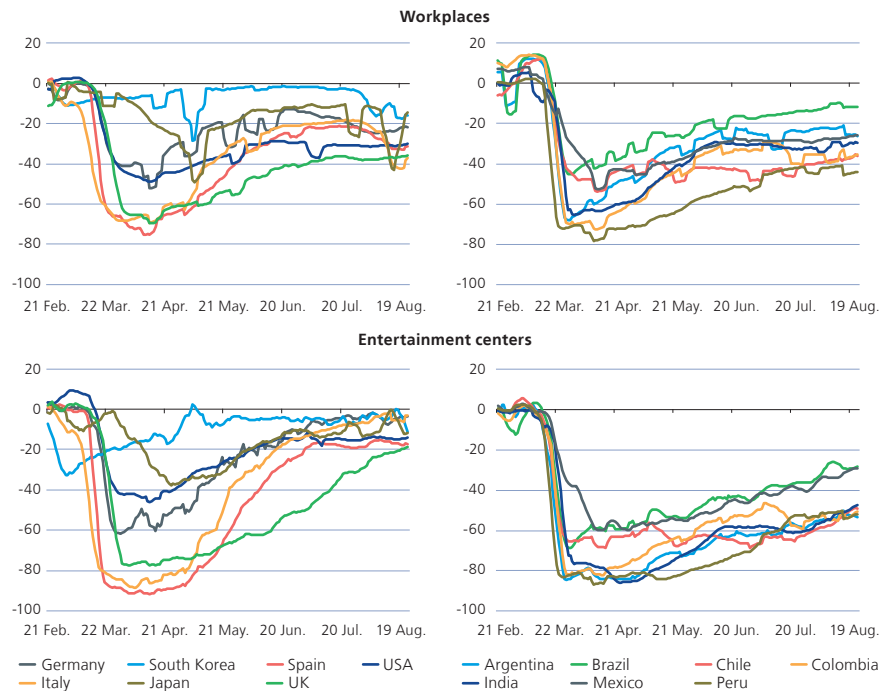 Workplaces
20
0
-20
-40
-60
-80
-100
21 Feb. 22 Mar. 21 Apr. 21 May. 20 Jun. 20 Jul. 19 Aug.
20
0
-20
-40
-60
-80
-100
21 Feb. 22 Mar. 21 Apr. 21 May. 20 Jun. 20 Jul. 19 Aug.
Entertainment centers
20
0
-20
-40
-60
-80
-100
21 Feb. 22 Mar. 21 Apr. 21 May. 20 Jun. 20 Jul. 19 Aug.
20
0
-20
-40
-60
-80
-100
21 Feb. 22 Mar. 21 Apr. 21 May. 20 Jun. 20 Jul. 19 Aug.
Germany South Korea Spain USA
Italy Japan UK
Argentina Brazil Chile Colombia
India Mexico Peru